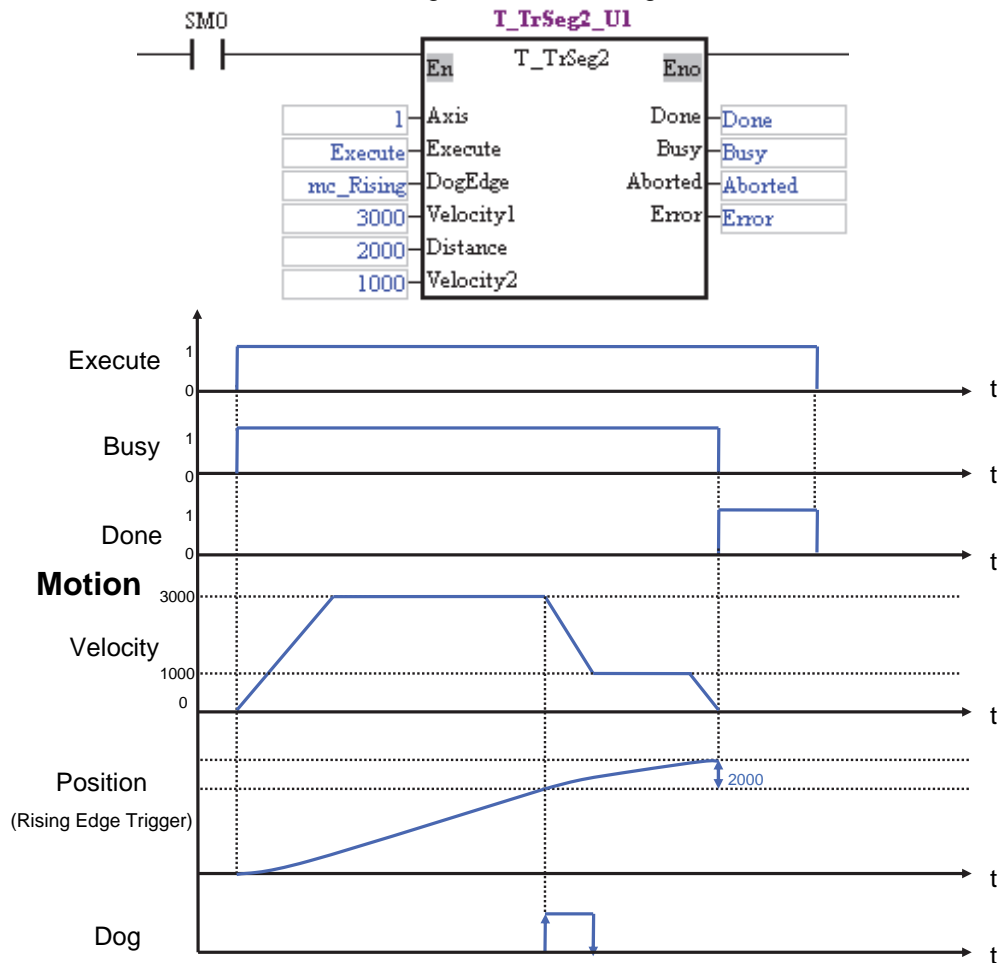 SM0
T_TrSeg2_U1
T_TrSeg2
En
Eno
1
Axis
Done
Done
Execute
Execute
Busy
Busy
mc_Rising
DogEdge
Aborted
Aborted
3000
Velocity1
Error
Error
2000
Distance
1000
Velocity2
Execute
1
0
t
Busy
1
0
t
Done
1
0
t
Motion
3000
Velocity
1000
0
t
Position
(Rising Edge Trigger)
2000
t
Dog
t